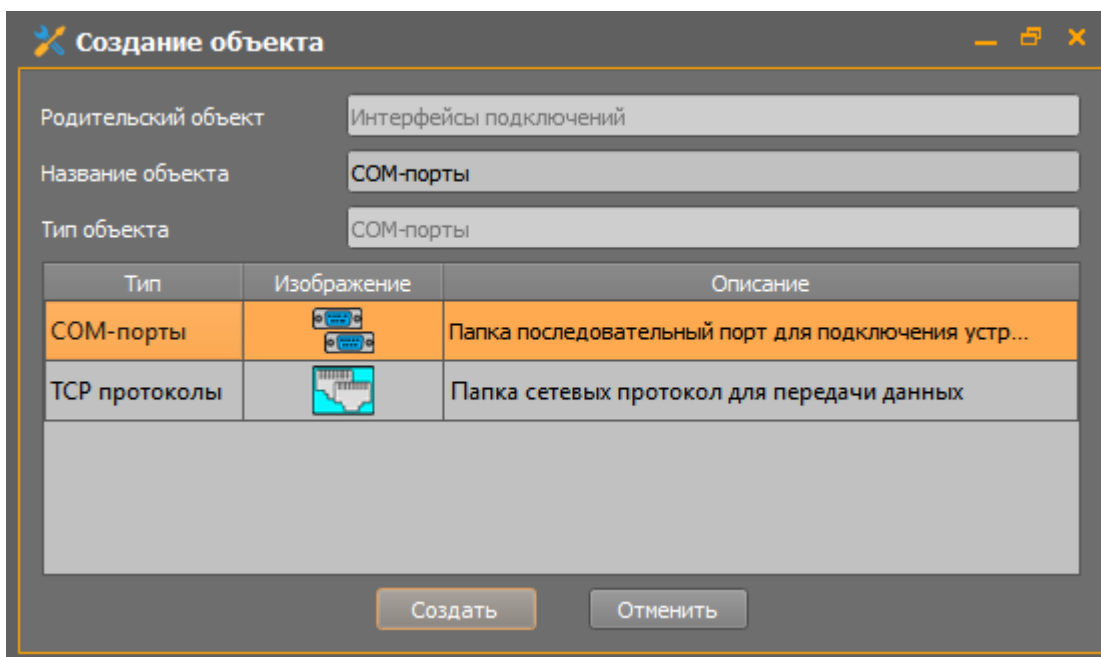 Создание объекта
Родительский объект Интерфейсы подключений
Название объекта COM-порты
Тип объекта COM-порты
Тип Изображение Описание
COM-порты Папка последовательный порт для подключения устр...
TCP протоколы Папка сетевых протокол для передачи данных
Создать Отменить